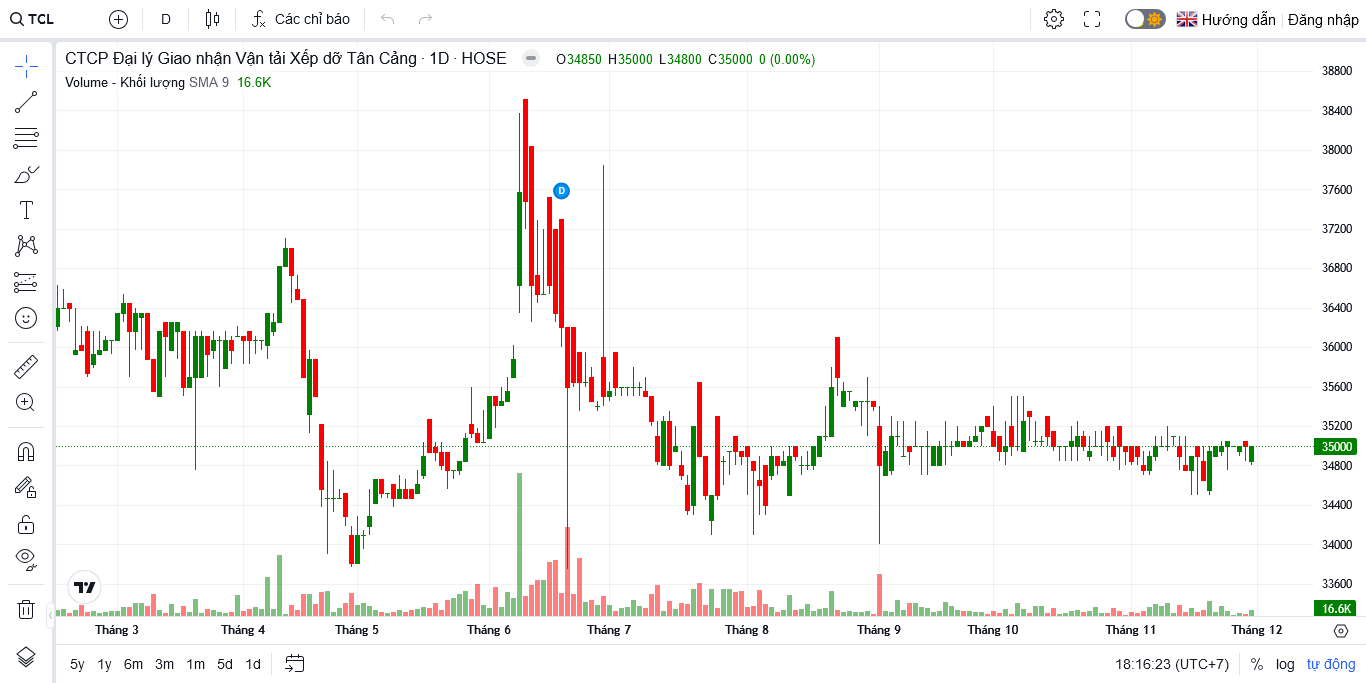 TCL D Các chỉ báo Hướng dẫn Đăng nhập
CTCP Đại lý Giao nhận Vận tải Xếp dỡ Tân Cảng · 1D · HOSE O34850 H35000 L34800 C35000 0 (0.00%)
Volume - Khối lượng SMA 9 16.6K
38800
38400
38000
D
37600
37200
36800
36400
36000
35600
35200
35000
34800
34400
34000
33600
16.6K
Tháng 3 Tháng 4 Tháng 5 Tháng 6 Tháng 7 Tháng 8 Tháng 9 Tháng 10 Tháng 11 Tháng 12
5y 1y 6m 3m 1m 5d 1d 18:16:23 (UTC+7) % log tự động